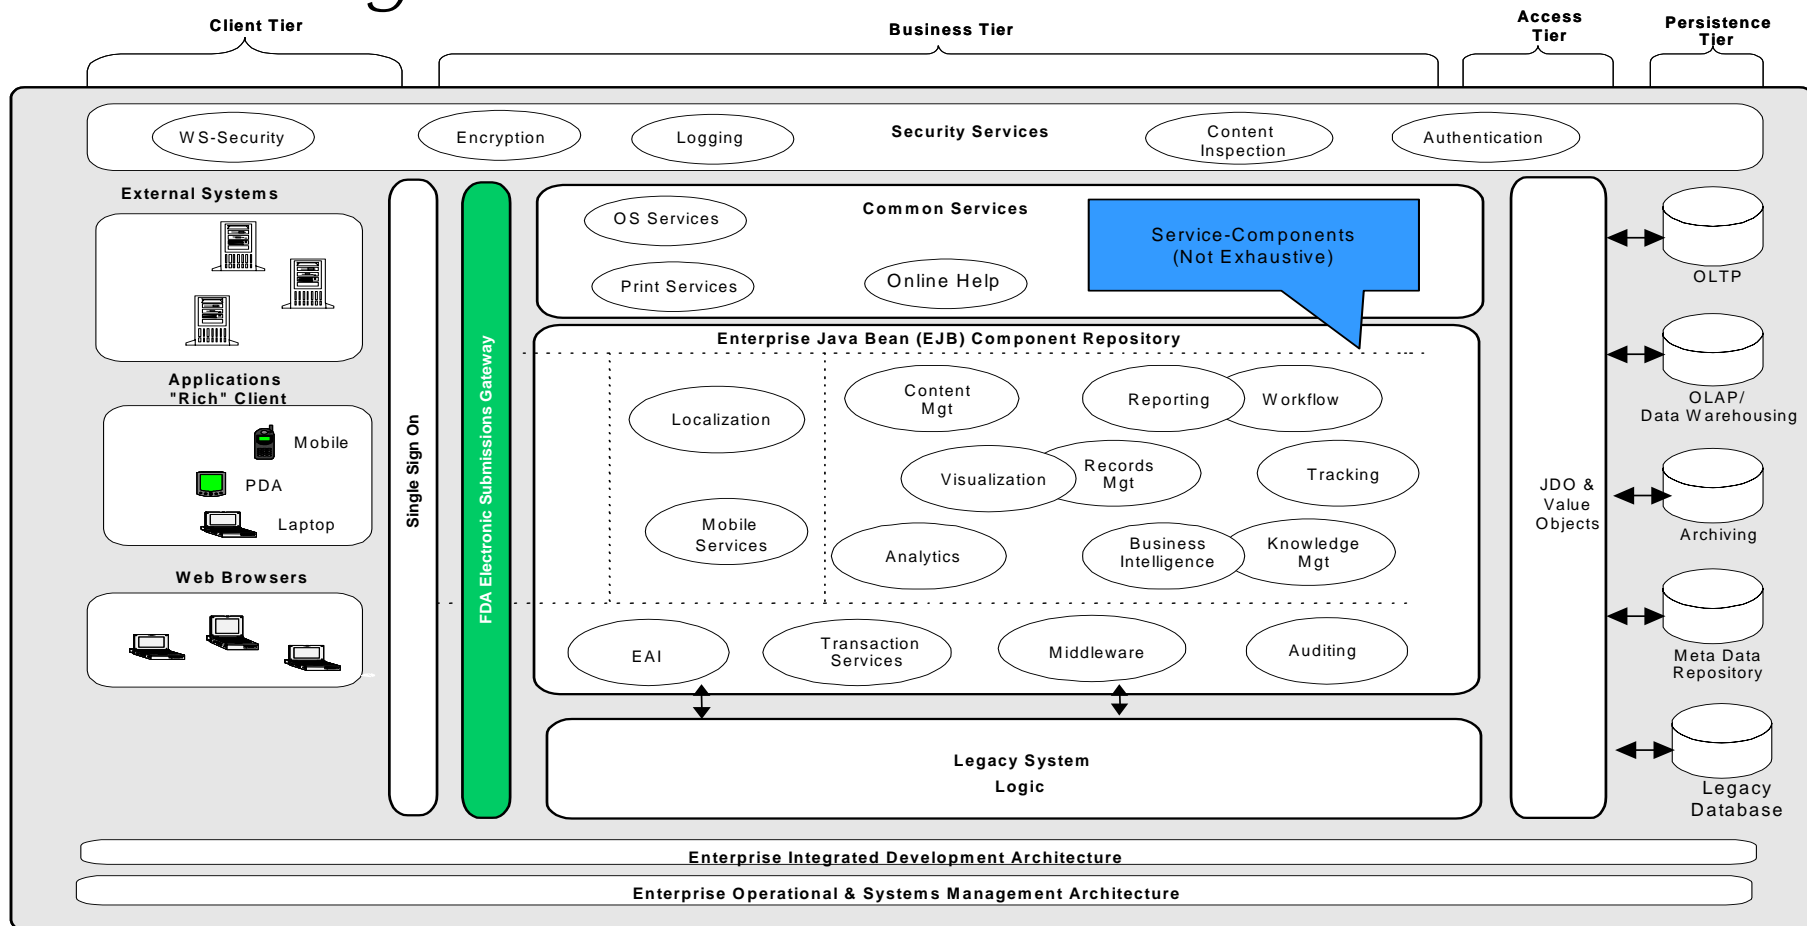 Client Tier
Business Tier
Access
Tier
Persistence
Tier
WS-Security
Encryption
Logging
Security Services
Content
Inspection
Authentication
External Systems
Applications
"Rich" Client
Mobile
PDA
Laptop
Web Browsers
Single Sign On
FDA Electronic Submissions Gateway
OS Services
Common Services
Print Services
Online Help
Service-Components
(Not Exhaustive)
Enterprise Java Bean (EJB) Component Repository
Localization
Content
Mgt
Reporting
Workflow
Visualization
Records
Mgt
Tracking
Mobile
Services
Analytics
Business
Intelligence
Knowledge
Mgt
EAI
Transaction
Services
Middleware
Auditing
Legacy System
Logic
JDO &
Value
Objects
OLTP
OLAP/
Data Warehousing
Archiving
Meta Data
Repository
Legacy
Database
Enterprise Integrated Development Architecture
Enterprise Operational & Systems Management Architecture